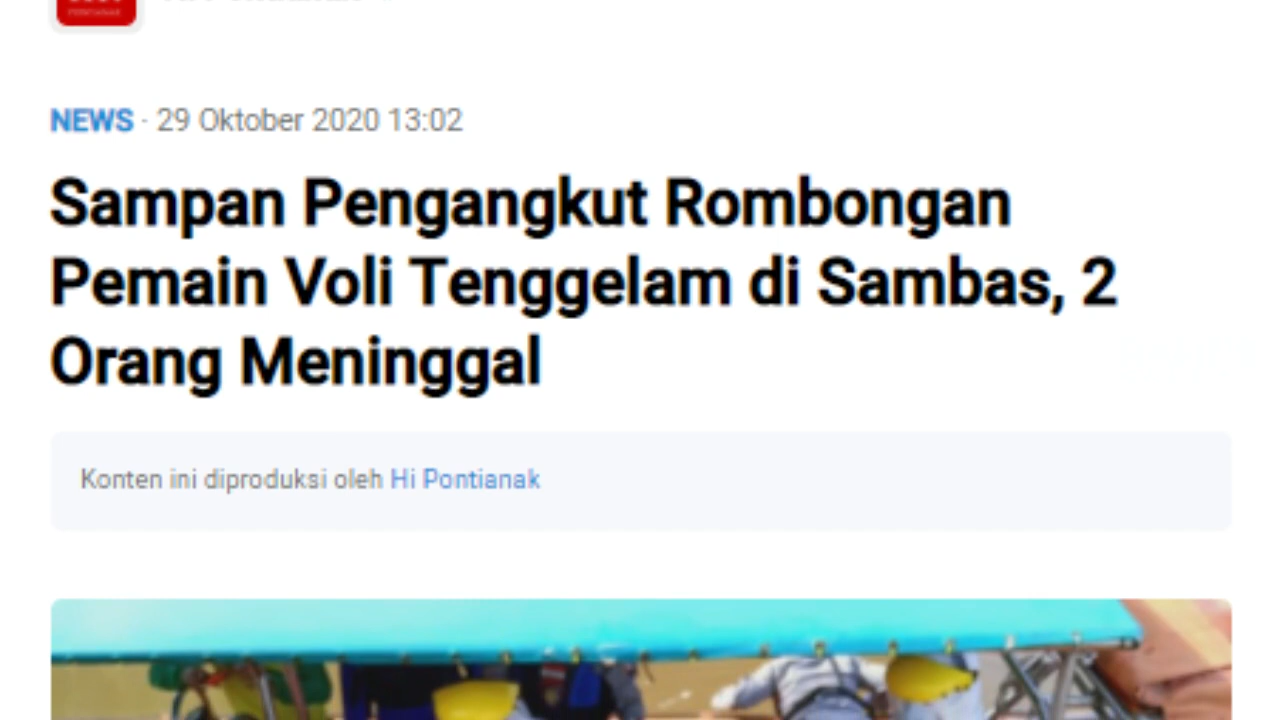 NEWS · 29 Oktober 2020 13:02
Sampan Pengangkut Rombongan
Pemain Voli Tenggelam di Sambas, 2
Orang Meninggal
Konten ini diproduksi oleh Hi Pontianak